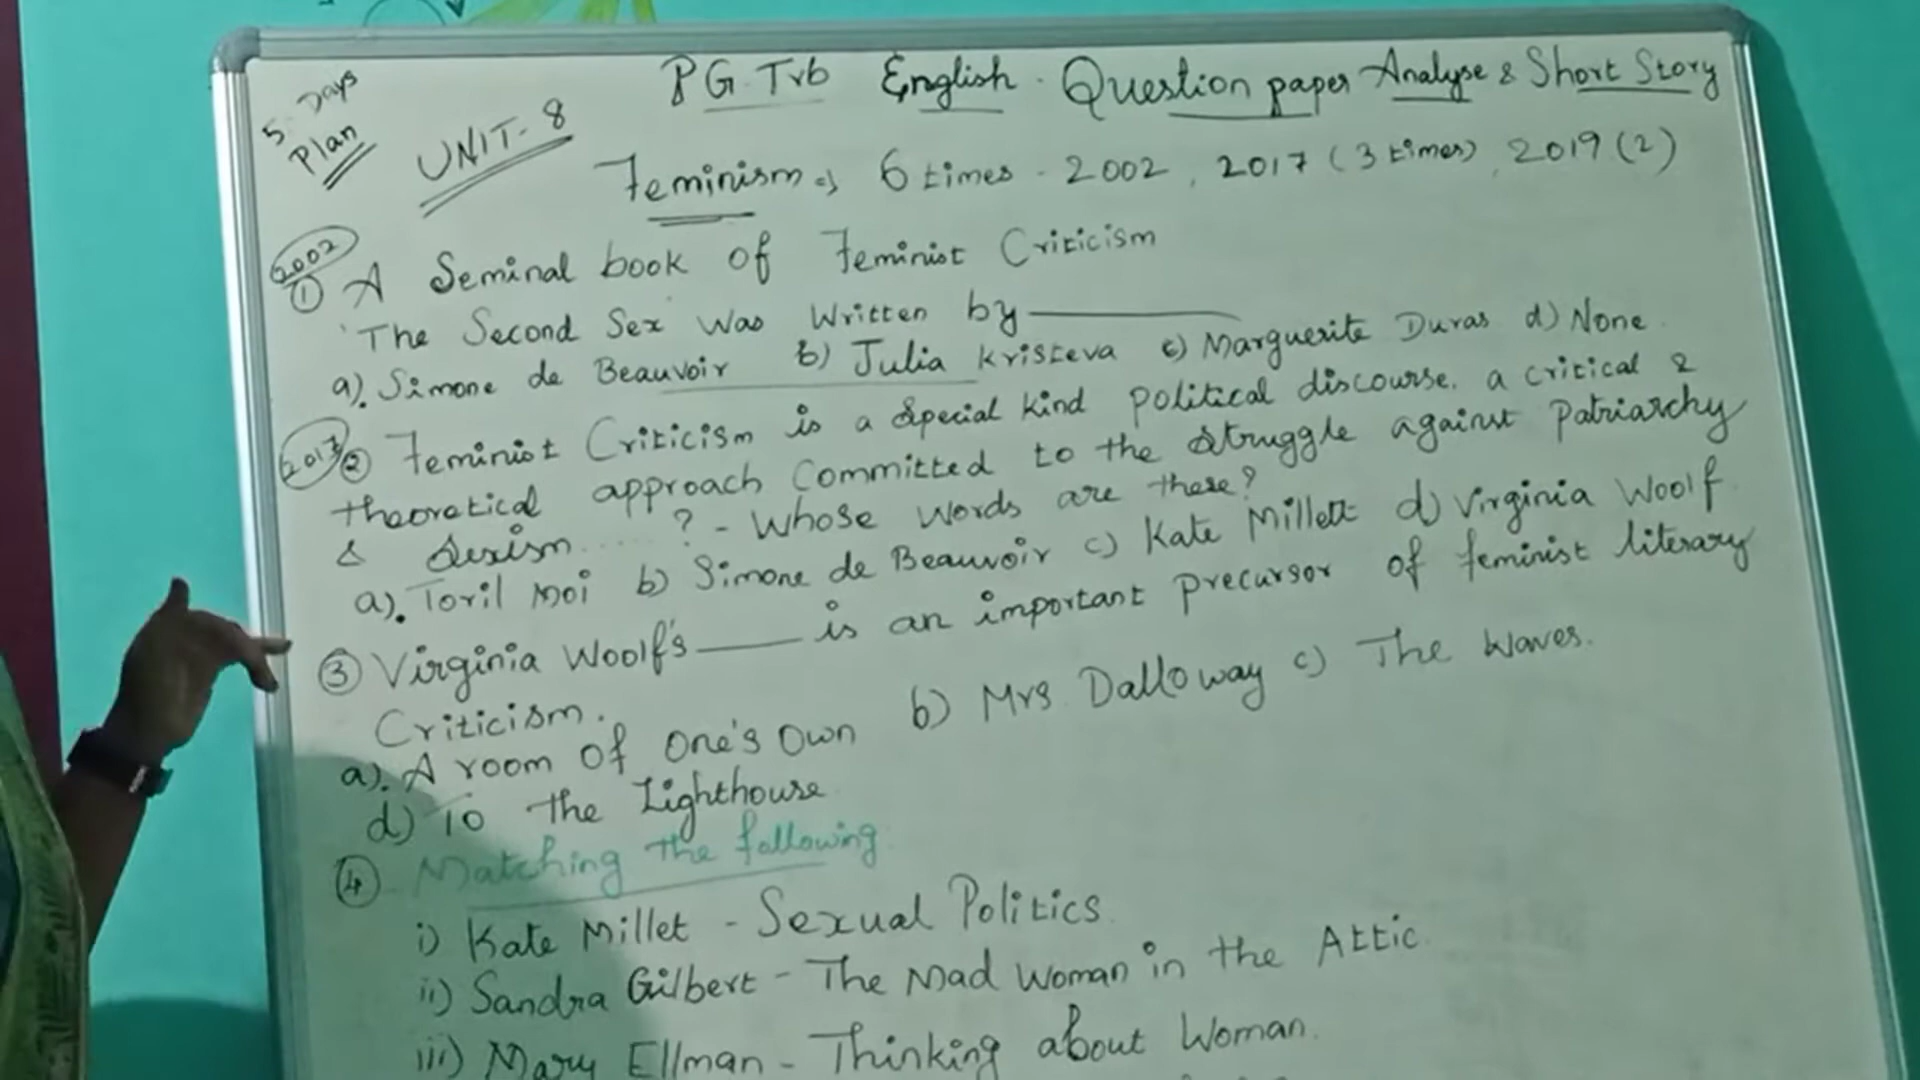 PG. Trb English. Question paper Analyse & Short Story
5 Days
Plan
UNIT-8
Feminism => 6 times - 2002, 2017 (3 times), 2019 (2)
2002
① A Seminal book of Feminist Criticism
'The Second Sex was written by ______
a). Simone de Beauvoir b) Julia Kristeva c) Marguerite Duras d) None.
2017
② Feminist Criticism is a special kind political discourse. a critical &
theoretical approach committed to the struggle against patriarchy
& sexism......? - Whose words are these?
a). Toril Moi b) Simone de Beauvoir c) Kate Millett d) Virginia Woolf.
③ Virginia Woolf's ______ is an important precursor of feminist literary
Criticism.
a). A room of One's Own b) Mrs. Dalloway c) The Waves.
d) To the Lighthouse
④ Matching the following
i) Kate Millet - Sexual Politics
ii) Sandra Gilbert - The Mad Woman in the Attic.
iii) Mary Ellman - Thinking about Woman.